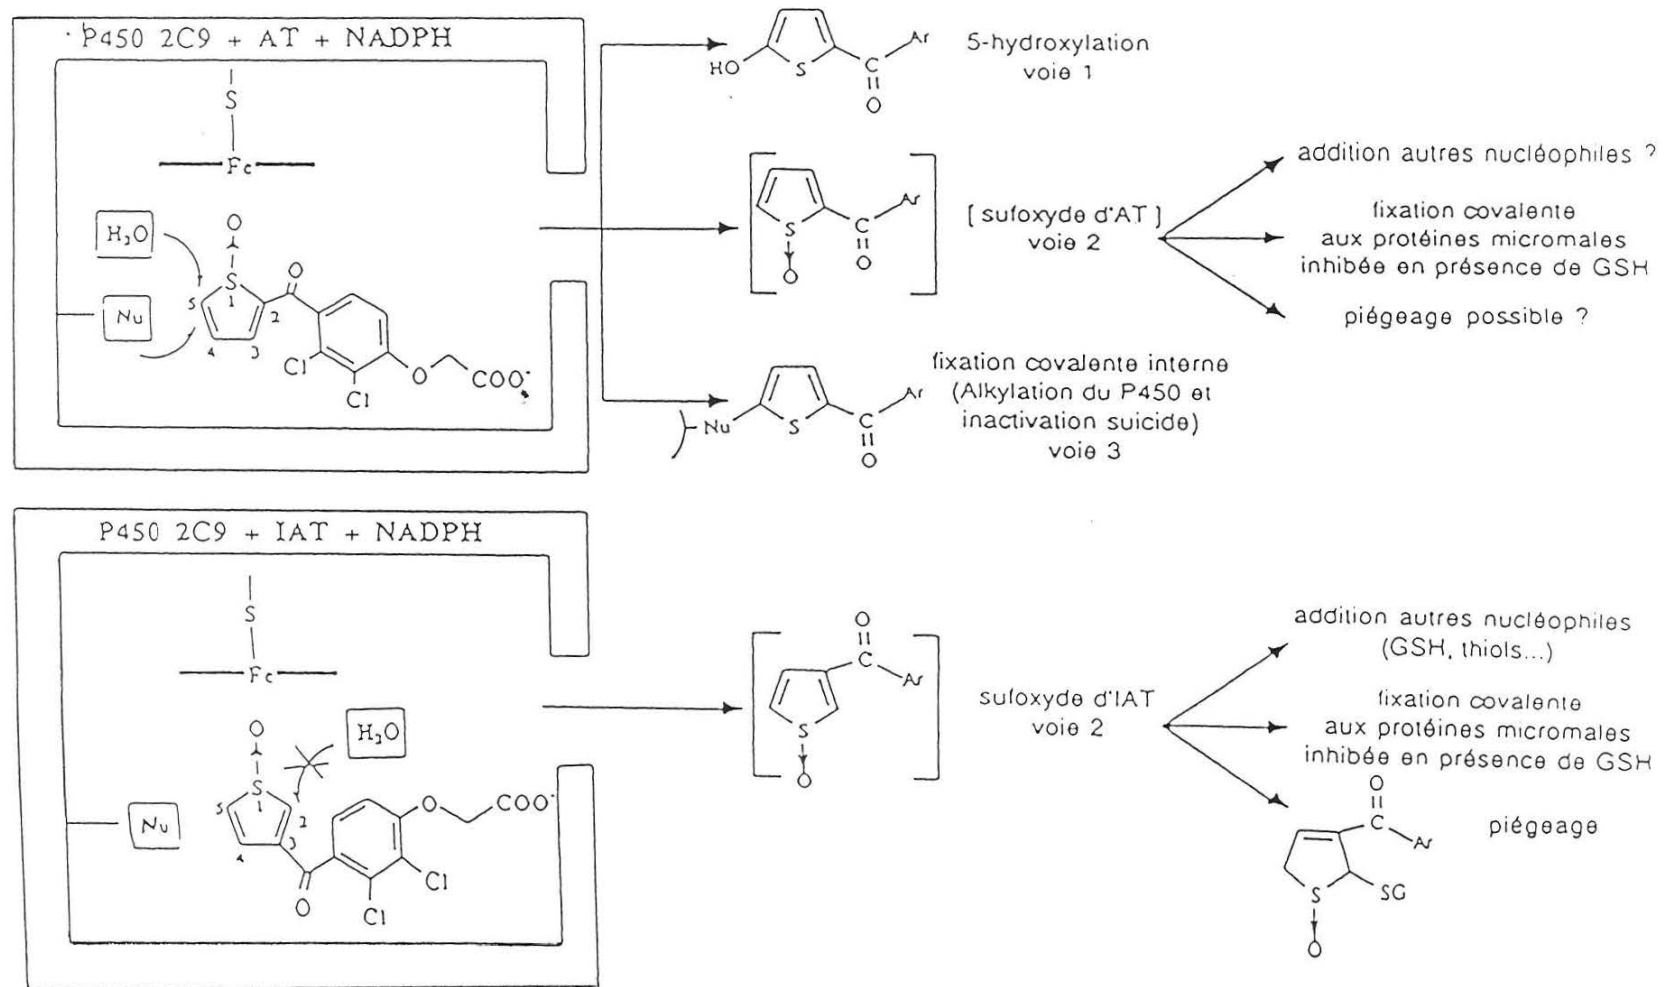 P450 2C9 + AT + NADPH
S
Fe
H₂O
O
S
1
2
3
4
5
O
Nu
Cl
Cl
O
COO⁻
HO
S
C
O
Ar
5-hydroxylation
voie 1
S
O
C
O
Ar
[ sufoxyde d'AT ]
voie 2
addition autres nucléophiles ?
fixation covalente
aux protéines micromales
inhibée en présence de GSH
piégeage possible ?
Nu
S
C
O
Ar
fixation covalente interne
(Alkylation du P450 et
inactivation suicide)
voie 3
P450 2C9 + IAT + NADPH
S
Fe
H₂O
O
S
1
2
3
4
5
Nu
O
Cl
Cl
O
COO⁻
O
C
Ar
S
O
sufoxyde d'IAT
voie 2
addition autres nucléophiles
(GSH, thiols...)
fixation covalente
aux protéines micromales
inhibée en présence de GSH
O
C
Ar
S
SG
O
piégeage